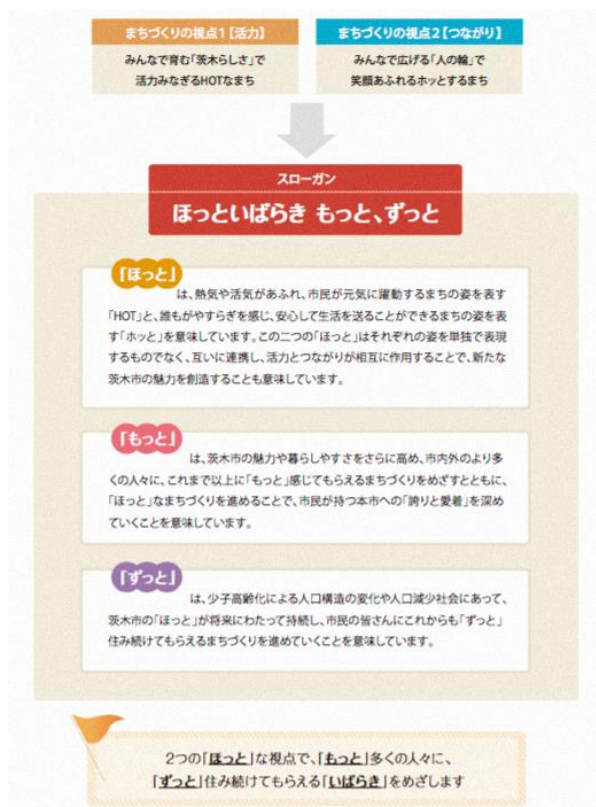 まちづくりの視点1【活力】
みんなで育む「茨木らしさ」で
活力みなぎるHOTなまち
まちづくりの視点2【つながり】
みんなで広げる「人の輪」で
笑顔あふれるホッとするまち
スローガン
ほっといばらき もっと、ずっと
「ほっと」
は、熱気や活気があふれ、市民が元気に躍動するまちの姿を表す
「HOT」と、誰もがやすらぎを感じ、安心して生活を送ることができるまちの姿を表
す「ホッと」を意味しています。この二つの「ほっと」はそれぞれの姿を単独で表現
するものでなく、互いに連携し、活力とつながりが相互に作用することで、新たな
茨木市の魅力を創造することも意味しています。
「もっと」
は、茨木市の魅力や暮らしやすさをさらに高め、市内外のより多
くの人々に、これまで以上に「もっと」感じてもらえるまちづくりをめざすとともに、
「ほっと」なまちづくりを進めることで、市民が持つ本市への「誇りと愛着」を深め
ていくことを意味しています。
「ずっと」
は、少子高齢化による人口構造の変化や人口減少社会にあって、
茨木市の「ほっと」が将来にわたって持続し、市民の皆さんにこれからも「ずっと」
住み続けてもらえるまちづくりを進めていくことを意味しています。
2つの「ほっと」な視点で、「もっと」多くの人々に、
「ずっと」住み続けてもらえる「いばらき」をめざします